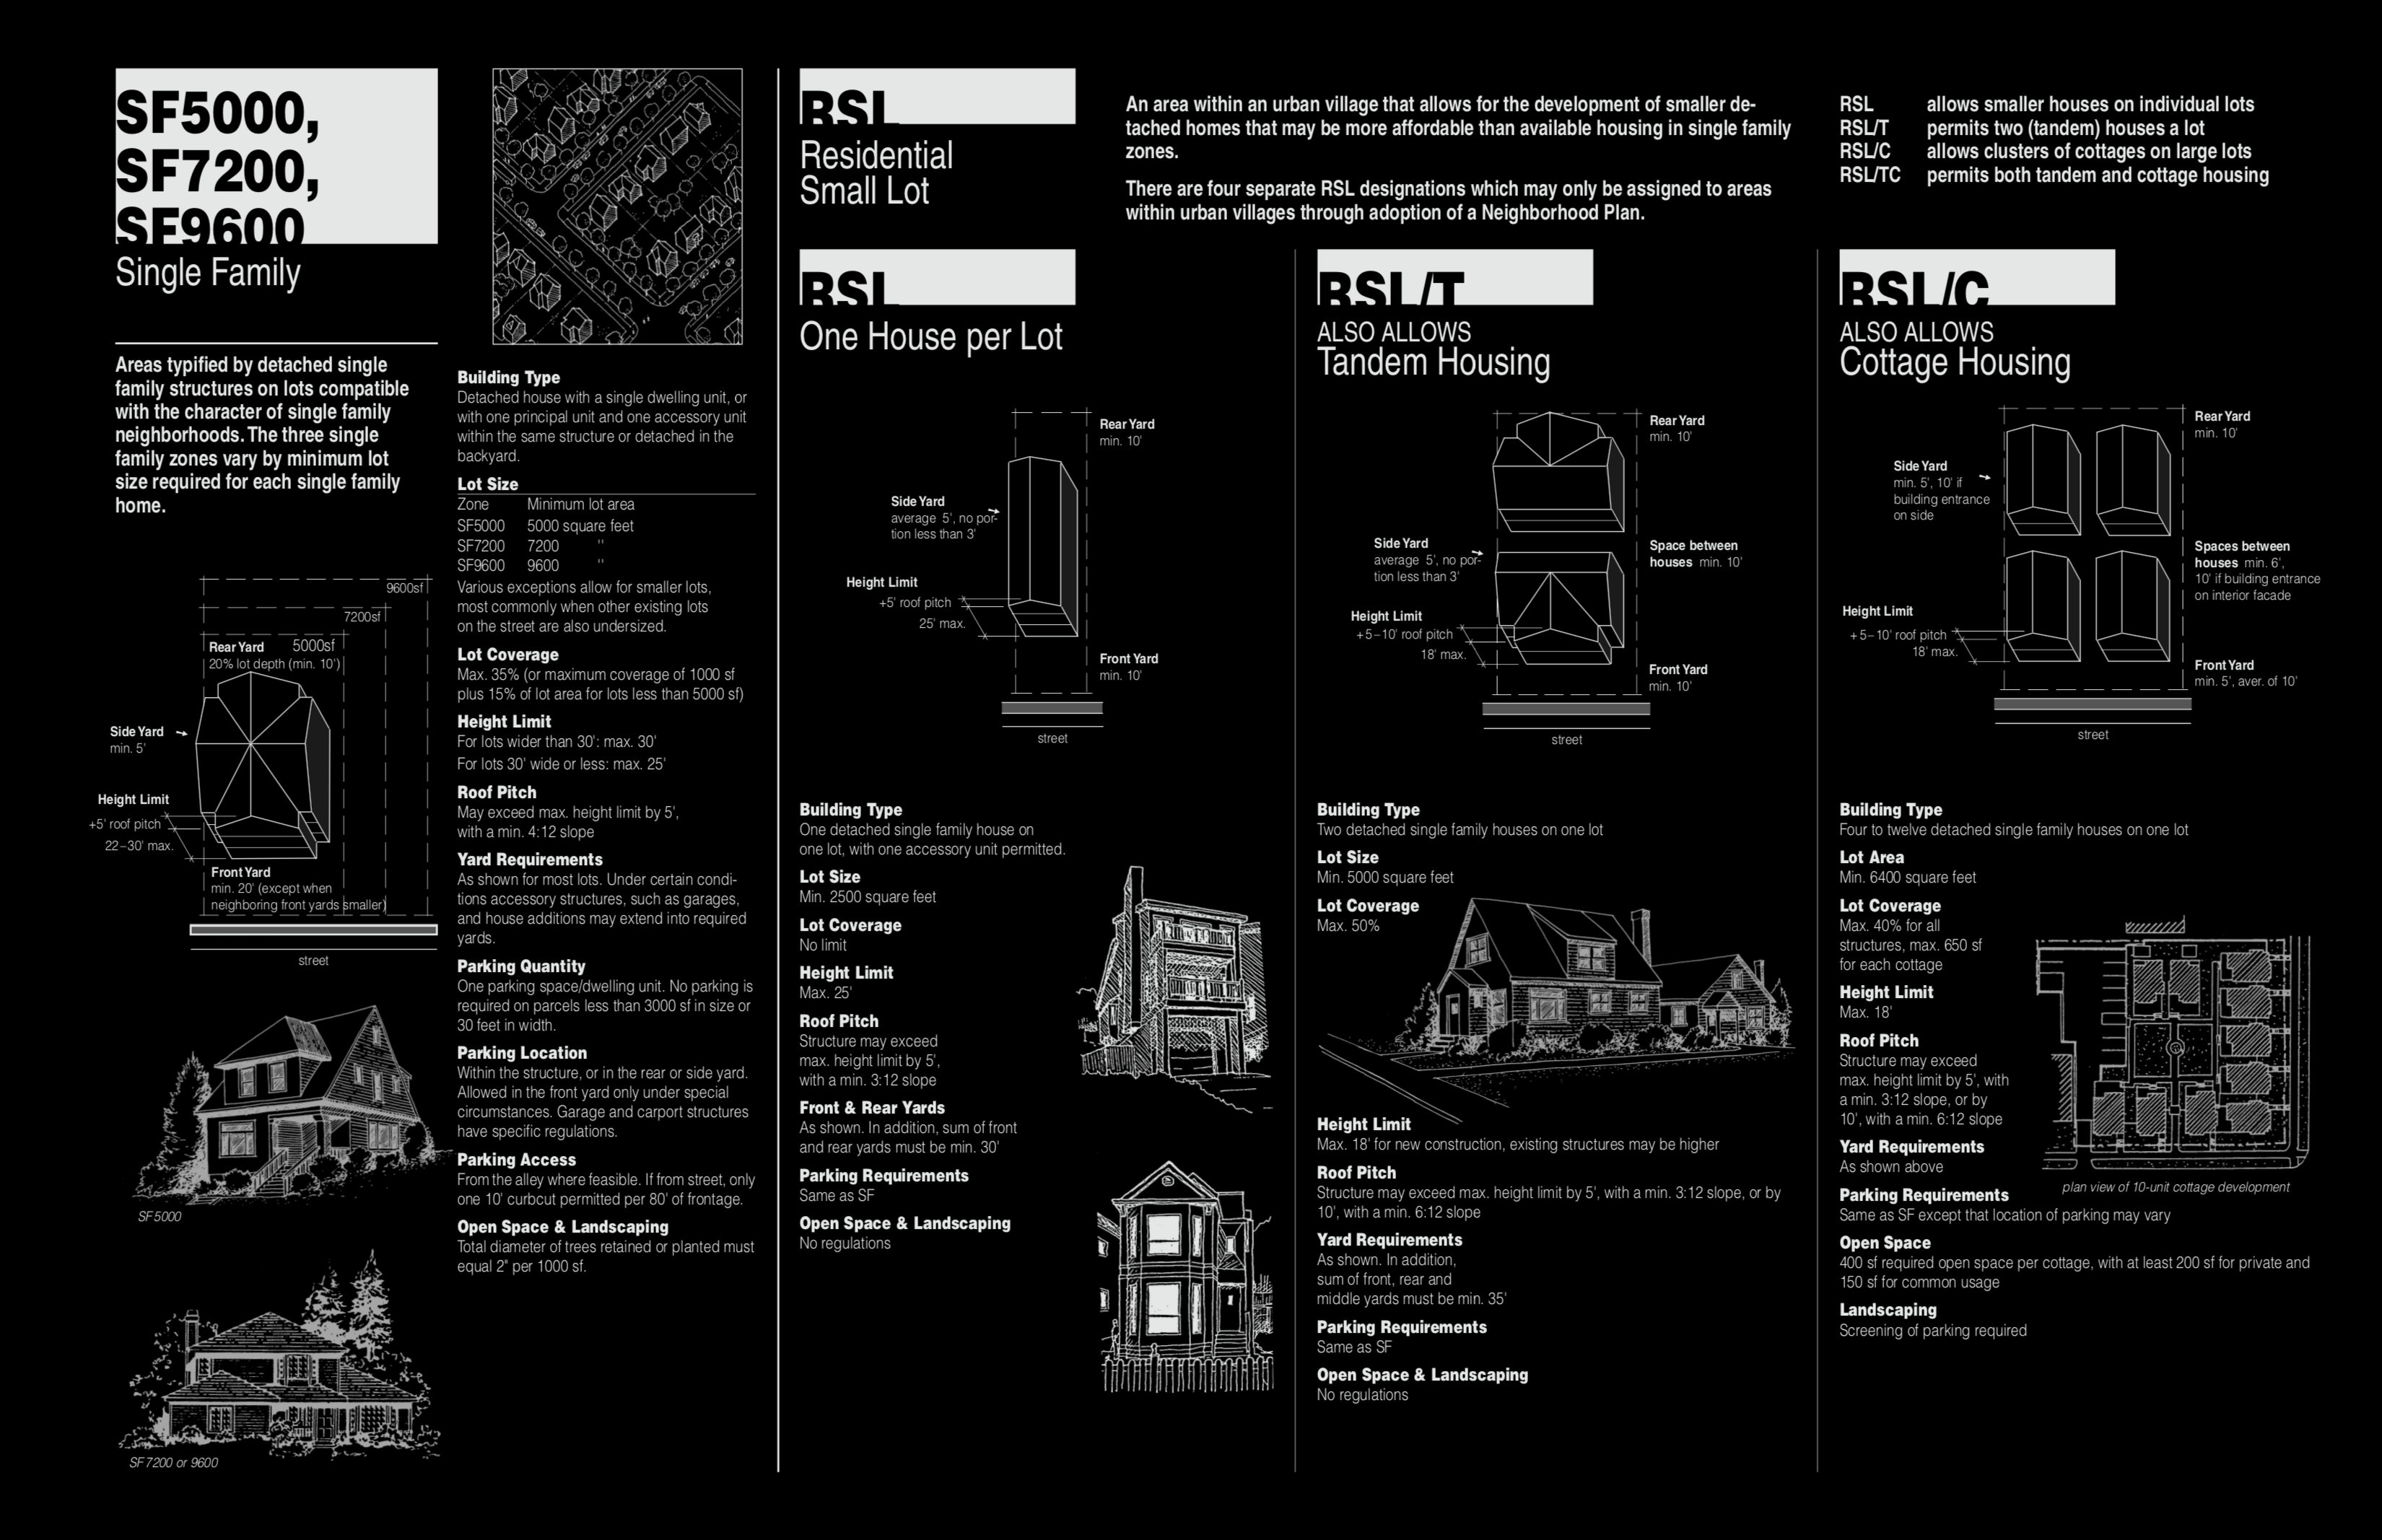 SF5000,
SF7200,
SF9600
Single Family
Areas typified by detached single
family structures on lots compatible
with the character of single family
neighborhoods. The three single
family zones vary by minimum lot
size required for each single family
home.
9600sf
7200sf
5000sf
Rear Yard
20% lot depth (min. 10')
Side Yard
min. 5'
Height Limit
+5' roof pitch
22–30' max.
Front Yard
min. 20' (except when
neighboring front yards smaller)
street
SF 5000
SF 7200 or 9600
Building Type
Detached house with a single dwelling unit, or
with one principal unit and one accessory unit
within the same structure or detached in the
backyard.
Lot Size
Zone Minimum lot area
SF5000 5000 square feet
SF7200 7200 "
SF9600 9600 "
Various exceptions allow for smaller lots,
most commonly when other existing lots
on the street are also undersized.
Lot Coverage
Max. 35% (or maximum coverage of 1000 sf
plus 15% of lot area for lots less than 5000 sf)
Height Limit
For lots wider than 30': max. 30'
For lots 30' wide or less: max. 25'
Roof Pitch
May exceed max. height limit by 5',
with a min. 4:12 slope
Yard Requirements
As shown for most lots. Under certain condi-
tions accessory structures, such as garages,
and house additions may extend into required
yards.
Parking Quantity
One parking space/dwelling unit. No parking is
required on parcels less than 3000 sf in size or
30 feet in width.
Parking Location
Within the structure, or in the rear or side yard.
Allowed in the front yard only under special
circumstances. Garage and carport structures
have specific regulations.
Parking Access
From the alley where feasible. If from street, only
one 10' curbcut permitted per 80' of frontage.
Open Space & Landscaping
Total diameter of trees retained or planted must
equal 2" per 1000 sf.
RSL
Residential
Small Lot
An area within an urban village that allows for the development of smaller de-
tached homes that may be more affordable than available housing in single family
zones.
There are four separate RSL designations which may only be assigned to areas
within urban villages through adoption of a Neighborhood Plan.
RSL allows smaller houses on individual lots
RSL/T permits two (tandem) houses a lot
RSL/C allows clusters of cottages on large lots
RSL/TC permits both tandem and cottage housing
RSL
One House per Lot
Rear Yard
min. 10'
Side Yard
average 5', no por-
tion less than 3'
Height Limit
+5' roof pitch
25' max.
Front Yard
min. 10'
street
Building Type
One detached single family house on
one lot, with one accessory unit permitted.
Lot Size
Min. 2500 square feet
Lot Coverage
No limit
Height Limit
Max. 25'
Roof Pitch
Structure may exceed
max. height limit by 5',
with a min. 3:12 slope
Front & Rear Yards
As shown. In addition, sum of front
and rear yards must be min. 30'
Parking Requirements
Same as SF
Open Space & Landscaping
No regulations
RSL/T
ALSO ALLOWS
Tandem Housing
Rear Yard
min. 10'
Side Yard
average 5', no por-
tion less than 3'
Space between
houses min. 10'
Height Limit
+5–10' roof pitch
18' max.
Front Yard
min. 10'
street
Building Type
Two detached single family houses on one lot
Lot Size
Min. 5000 square feet
Lot Coverage
Max. 50%
Height Limit
Max. 18' for new construction, existing structures may be higher
Roof Pitch
Structure may exceed max. height limit by 5', with a min. 3:12 slope, or by
10', with a min. 6:12 slope
Yard Requirements
As shown. In addition,
sum of front, rear and
middle yards must be min. 35'
Parking Requirements
Same as SF
Open Space & Landscaping
No regulations
RSL/C
ALSO ALLOWS
Cottage Housing
Rear Yard
min. 10'
Side Yard
min. 5', 10' if
building entrance
on side
Spaces between
houses min. 6',
10' if building entrance
on interior facade
Height Limit
+5–10' roof pitch
18' max.
Front Yard
min. 5', aver. of 10'
street
Building Type
Four to twelve detached single family houses on one lot
Lot Area
Min. 6400 square feet
Lot Coverage
Max. 40% for all
structures, max. 650 sf
for each cottage
Height Limit
Max. 18'
Roof Pitch
Structure may exceed
max. height limit by 5', with
a min. 3:12 slope, or by
10', with a min. 6:12 slope
Yard Requirements
As shown above
plan view of 10-unit cottage development
Parking Requirements
Same as SF except that location of parking may vary
Open Space
400 sf required open space per cottage, with at least 200 sf for private and
150 sf for common usage
Landscaping
Screening of parking required